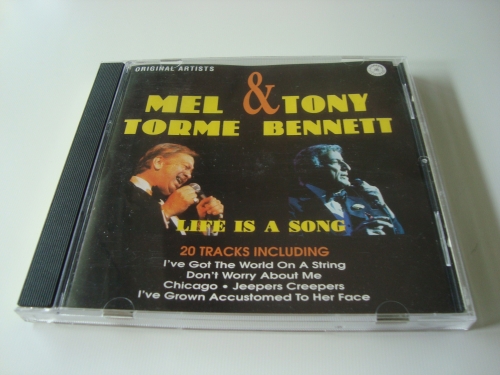 ORIGINAL ARTISTS
MEL & TONY
TORME BENNETT
LIFE IS A SONG
20 TRACKS INCLUDING
I've Got The World On A String
Don't Worry About Me
Chicago • Jeepers Creepers
I've Grown Accustomed To Her Face